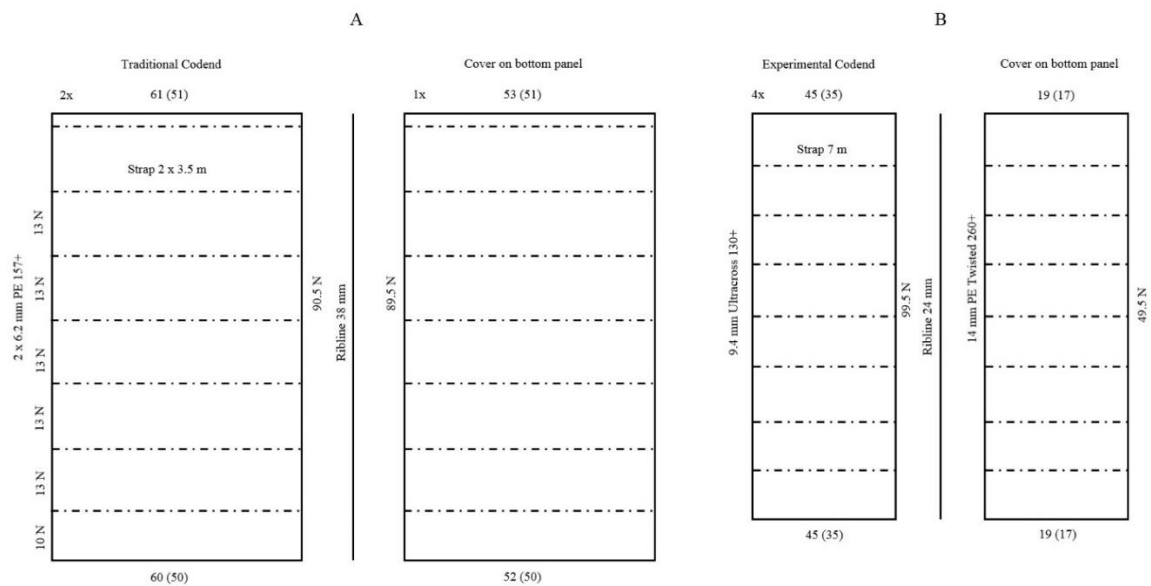 A
Traditional Codend
2x
61 (51)
Strap 2 x 3.5 m
2 x 6.2 mm PE 157+
13 N
13 N
13 N
13 N
13 N
10 N
90.5 N
60 (50)
Ribline 38 mm
Cover on bottom panel
1x
53 (51)
89.5 N
52 (50)
B
Experimental Codend
4x
45 (35)
Strap 7 m
9.4 mm Ultracross 130+
99.5 N
45 (35)
Ribline 24 mm
Cover on bottom panel
19 (17)
14 mm PE Twisted 260+
49.5 N
19 (17)